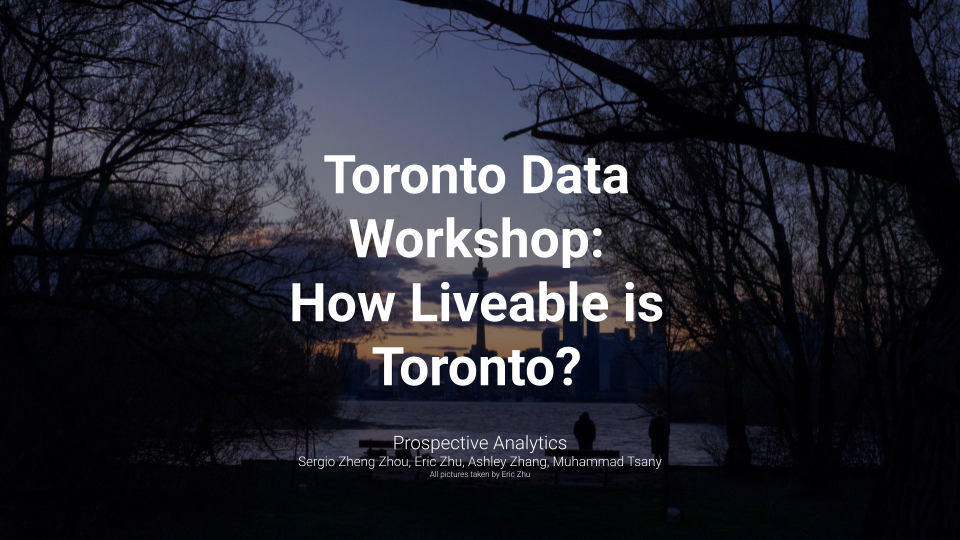 Toronto Data
Workshop:
How Liveable is
Toronto?
Prospective Analytics
Sergio Zheng Zhou, Eric Zhu, Ashley Zhang, Muhammad Tsany
All pictures taken by Eric Zhu